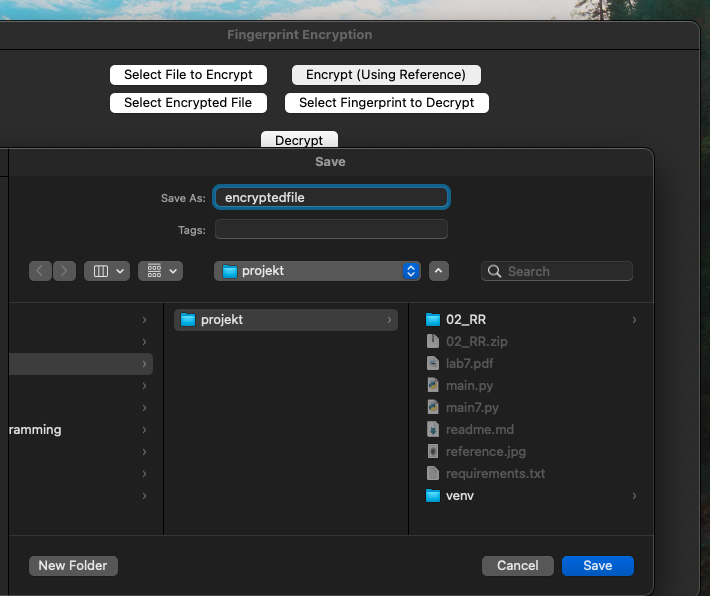 Fingerprint Encryption
Select File to Encrypt
Encrypt (Using Reference)
Select Encrypted File
Select Fingerprint to Decrypt
Decrypt
Save
Save As:
encryptedfile
Tags:
projekt
Search
ramming
projekt
02_RR
02_RR.zip
lab7.pdf
main.py
main7.py
readme.md
reference.jpg
requirements.txt
venv
New Folder
Cancel
Save